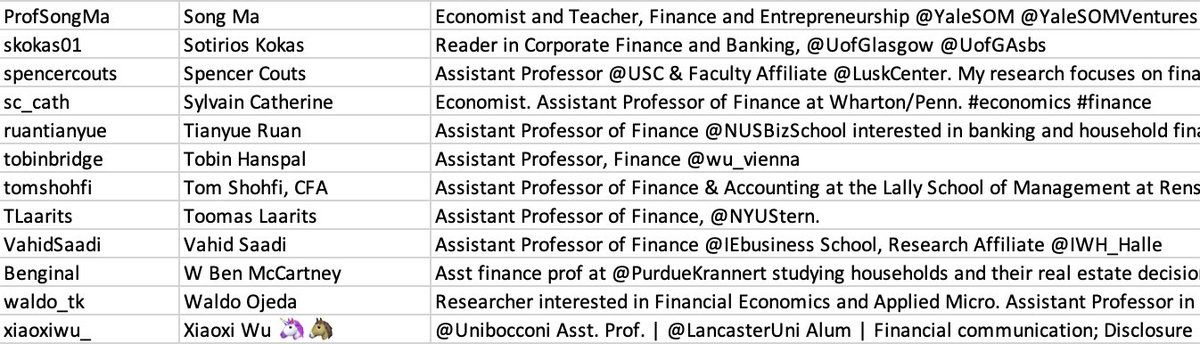 ProfSongMa Song Ma Economist and Teacher, Finance and Entrepreneurship @YaleSOM @YaleSOMVentures
skokas01 Sotirios Kokas Reader in Corporate Finance and Banking, @UofGlasgow @UofGAsbs
spencercouts Spencer Couts Assistant Professor @USC & Faculty Affiliate @LuskCenter. My research focuses on fina
sc_cath Sylvain Catherine Economist. Assistant Professor of Finance at Wharton/Penn. #economics #finance
ruantianyue Tianyue Ruan Assistant Professor of Finance @NUSBizSchool interested in banking and household fina
tobinbridge Tobin Hanspal Assistant Professor, Finance @wu_vienna
tomshohfi Tom Shohfi, CFA Assistant Professor of Finance & Accounting at the Lally School of Management at Rens
TLaarits Toomas Laarits Assistant Professor of Finance, @NYUStern.
VahidSaadi Vahid Saadi Assistant Professor of Finance @IEbusiness School, Research Affiliate @IWH_Halle
Benginal W Ben McCartney Asst finance prof at @PurdueKrannert studying households and their real estate decisio
waldo_tk Waldo Ojeda Researcher interested in Financial Economics and Applied Micro. Assistant Professor in
xiaoxiwu_ Xiaoxi Wu 🦄🐴 @Unibocconi Asst. Prof. | @LancasterUni Alum | Financial communication; Disclosure